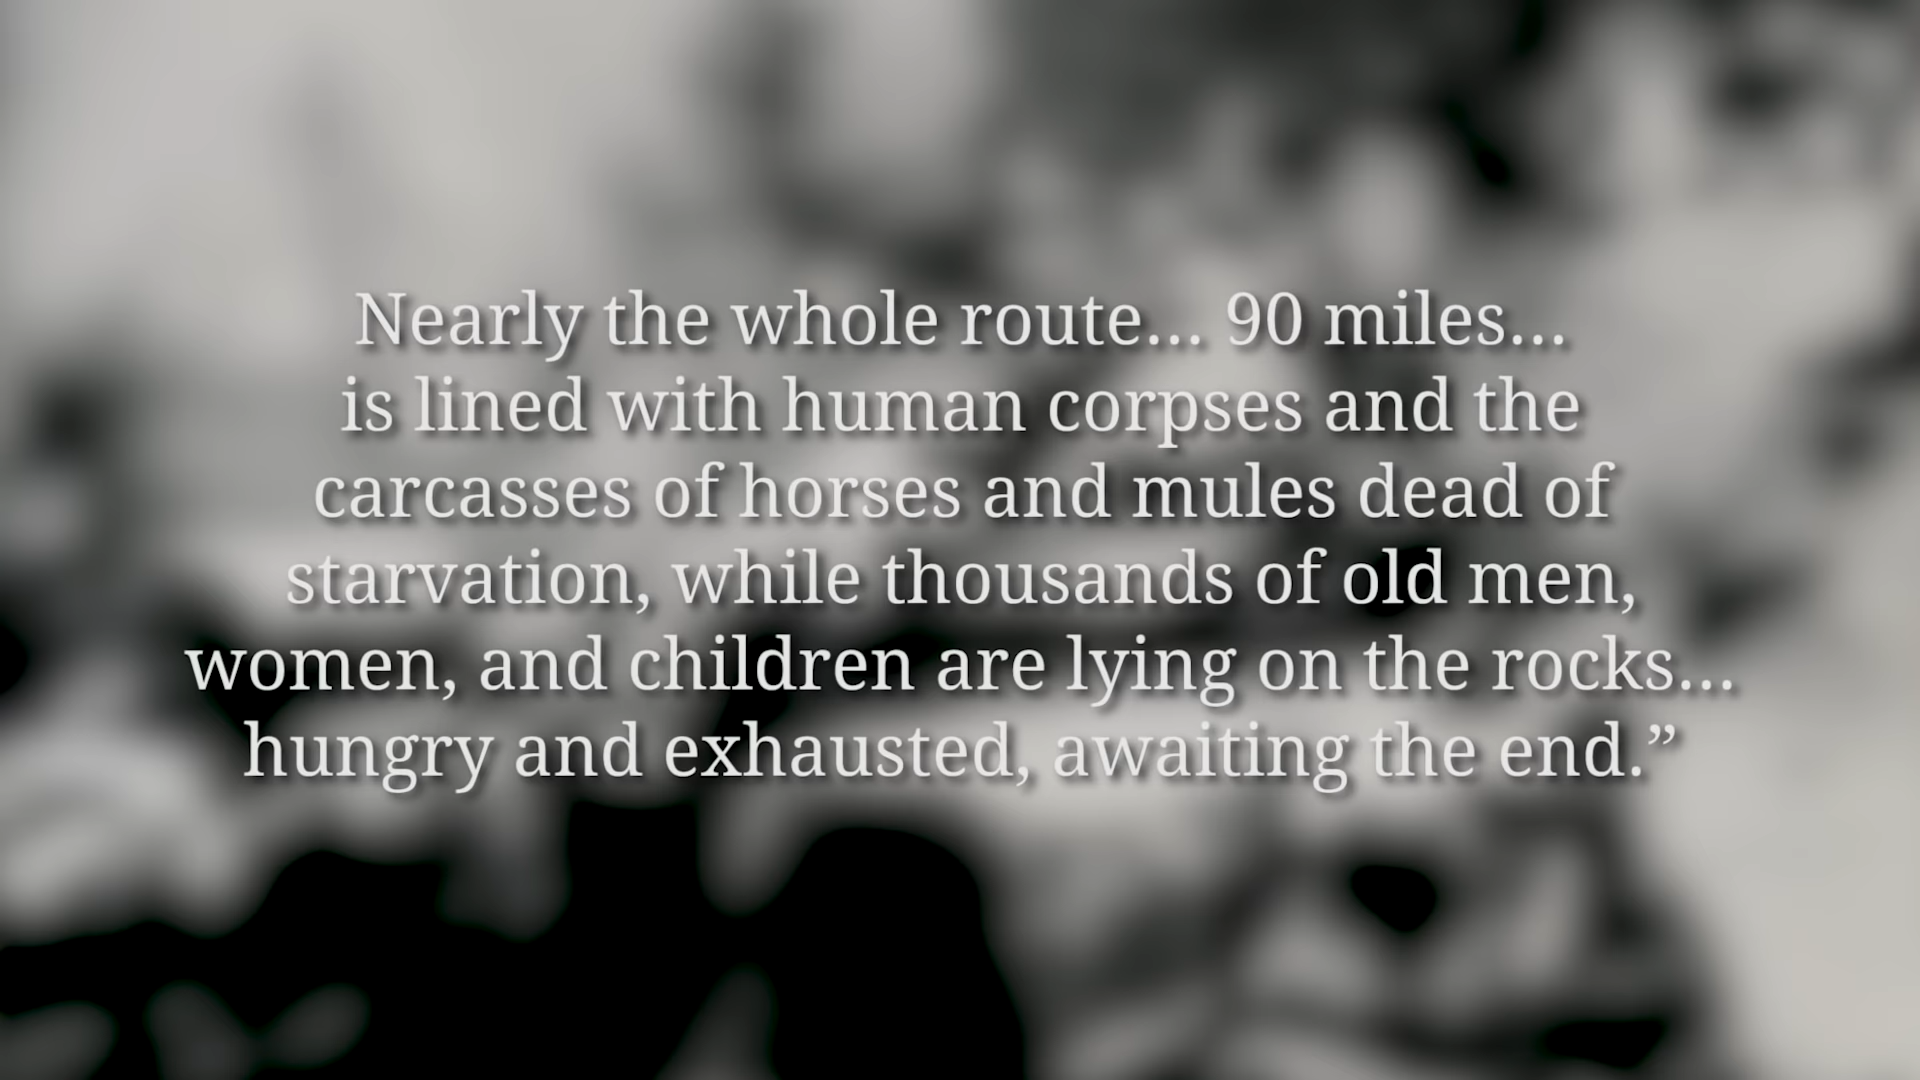 Nearly the whole route... 90 miles...
is lined with human corpses and the
carcasses of horses and mules dead of
starvation, while thousands of old men,
women, and children are lying on the rocks...
hungry and exhausted, awaiting the end.”